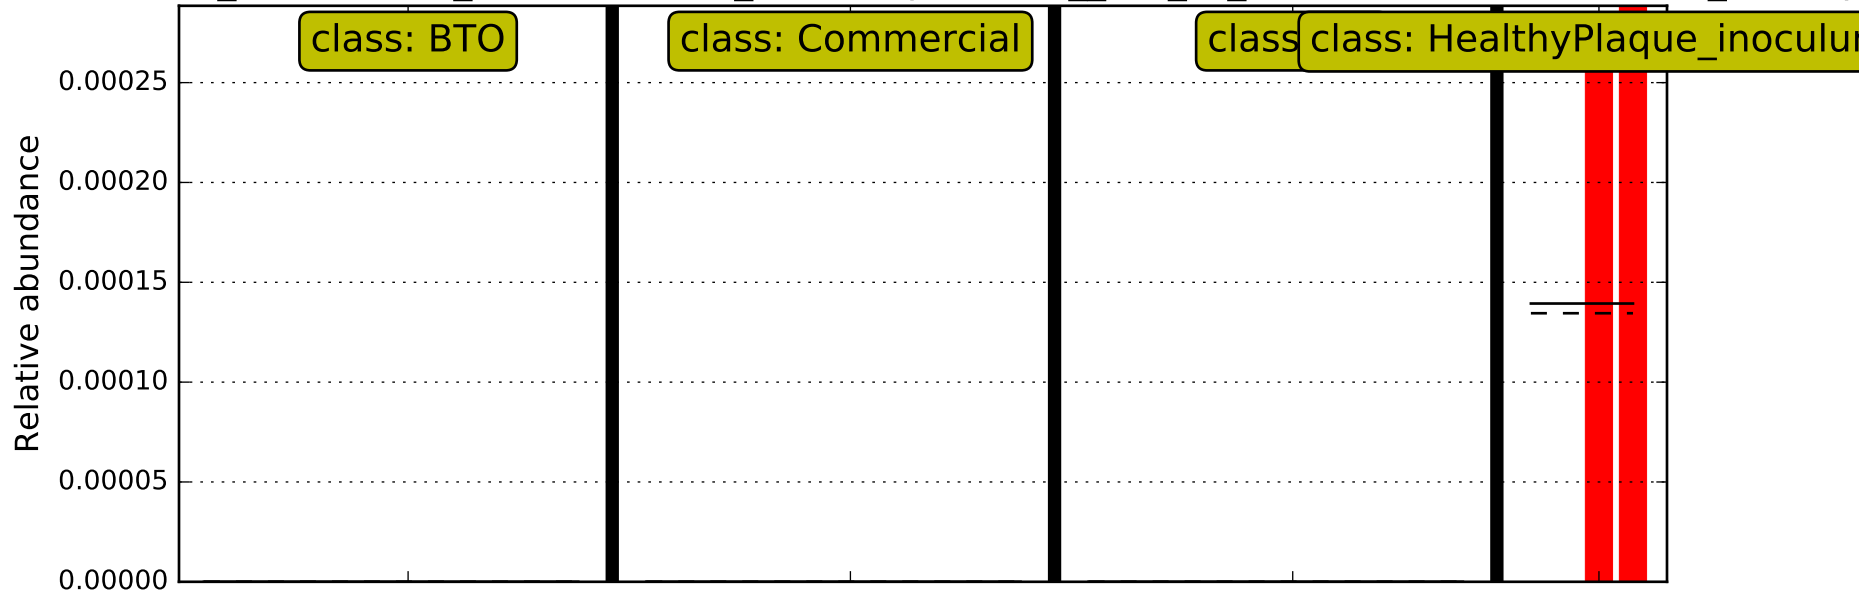 class: BTO
class: Commercial
class
class: HealthyPlaque_inoculu
0.00025
0.00020
0.00015
0.00010
0.00005
0.00000
Relative abundance